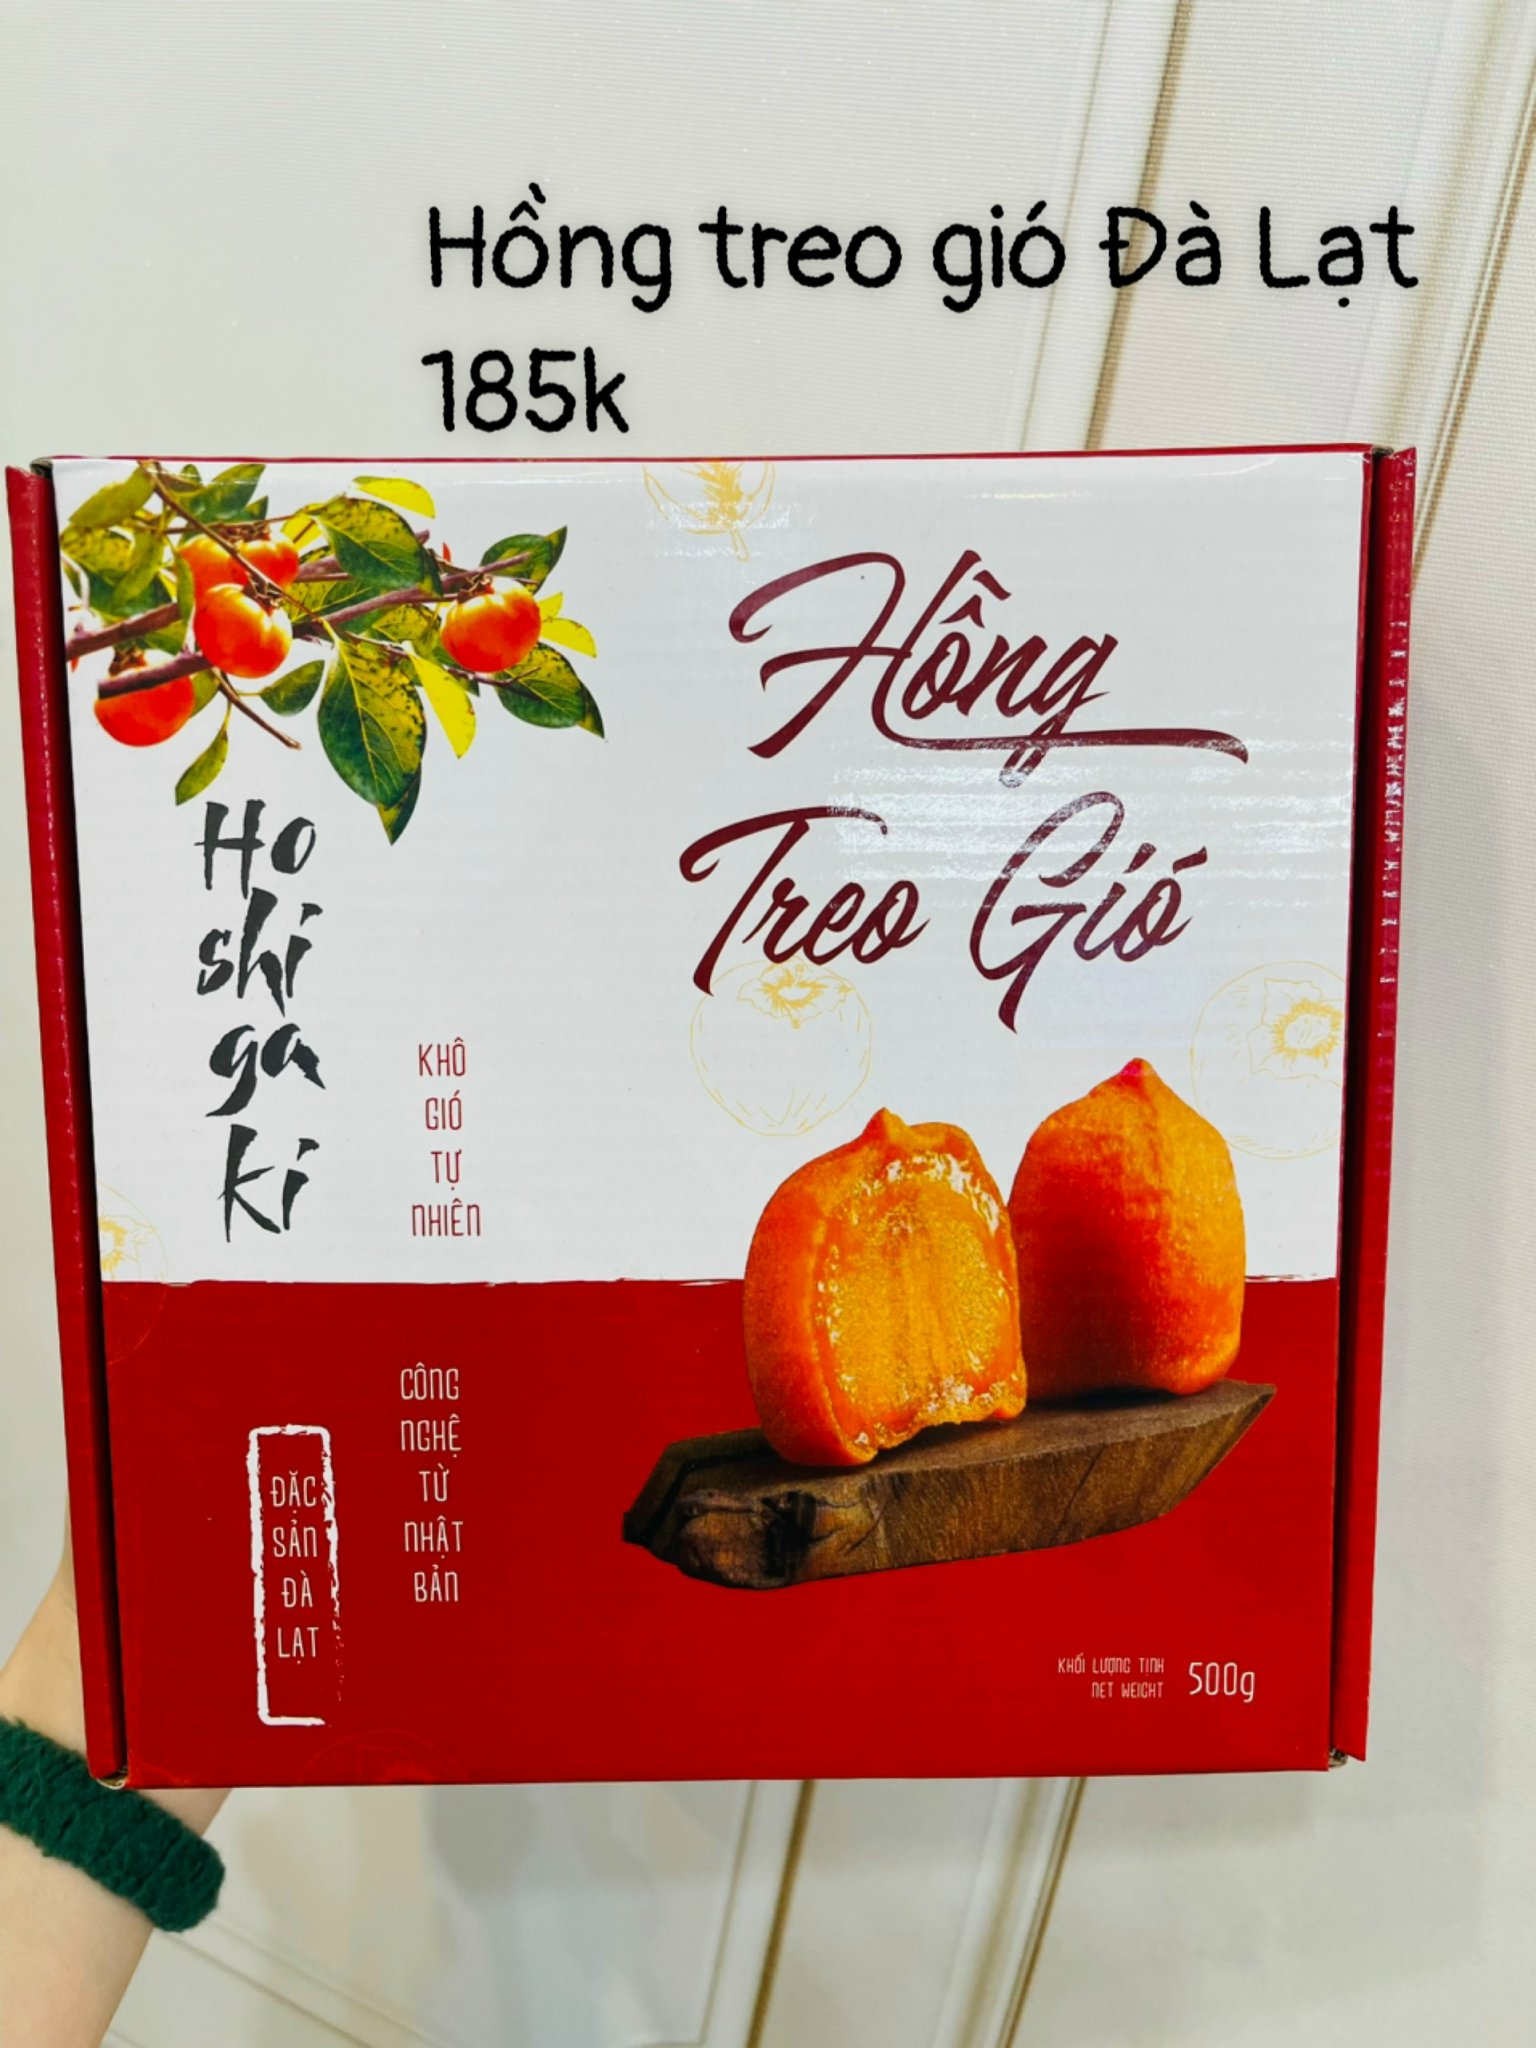 Hồng treo gió Đà Lạt
185k
Hồng
Treo Gió
Ho
shi
ga
ki
KHÔ
GIÓ
TỰ
NHIÊN
CÔNG
NGHỆ
TỪ
NHẬT
BẢN
ĐẶC
SẢN
ĐÀ
LẠT
KHỐI LƯỢNG TỊNH
NET WEIGHT
500g